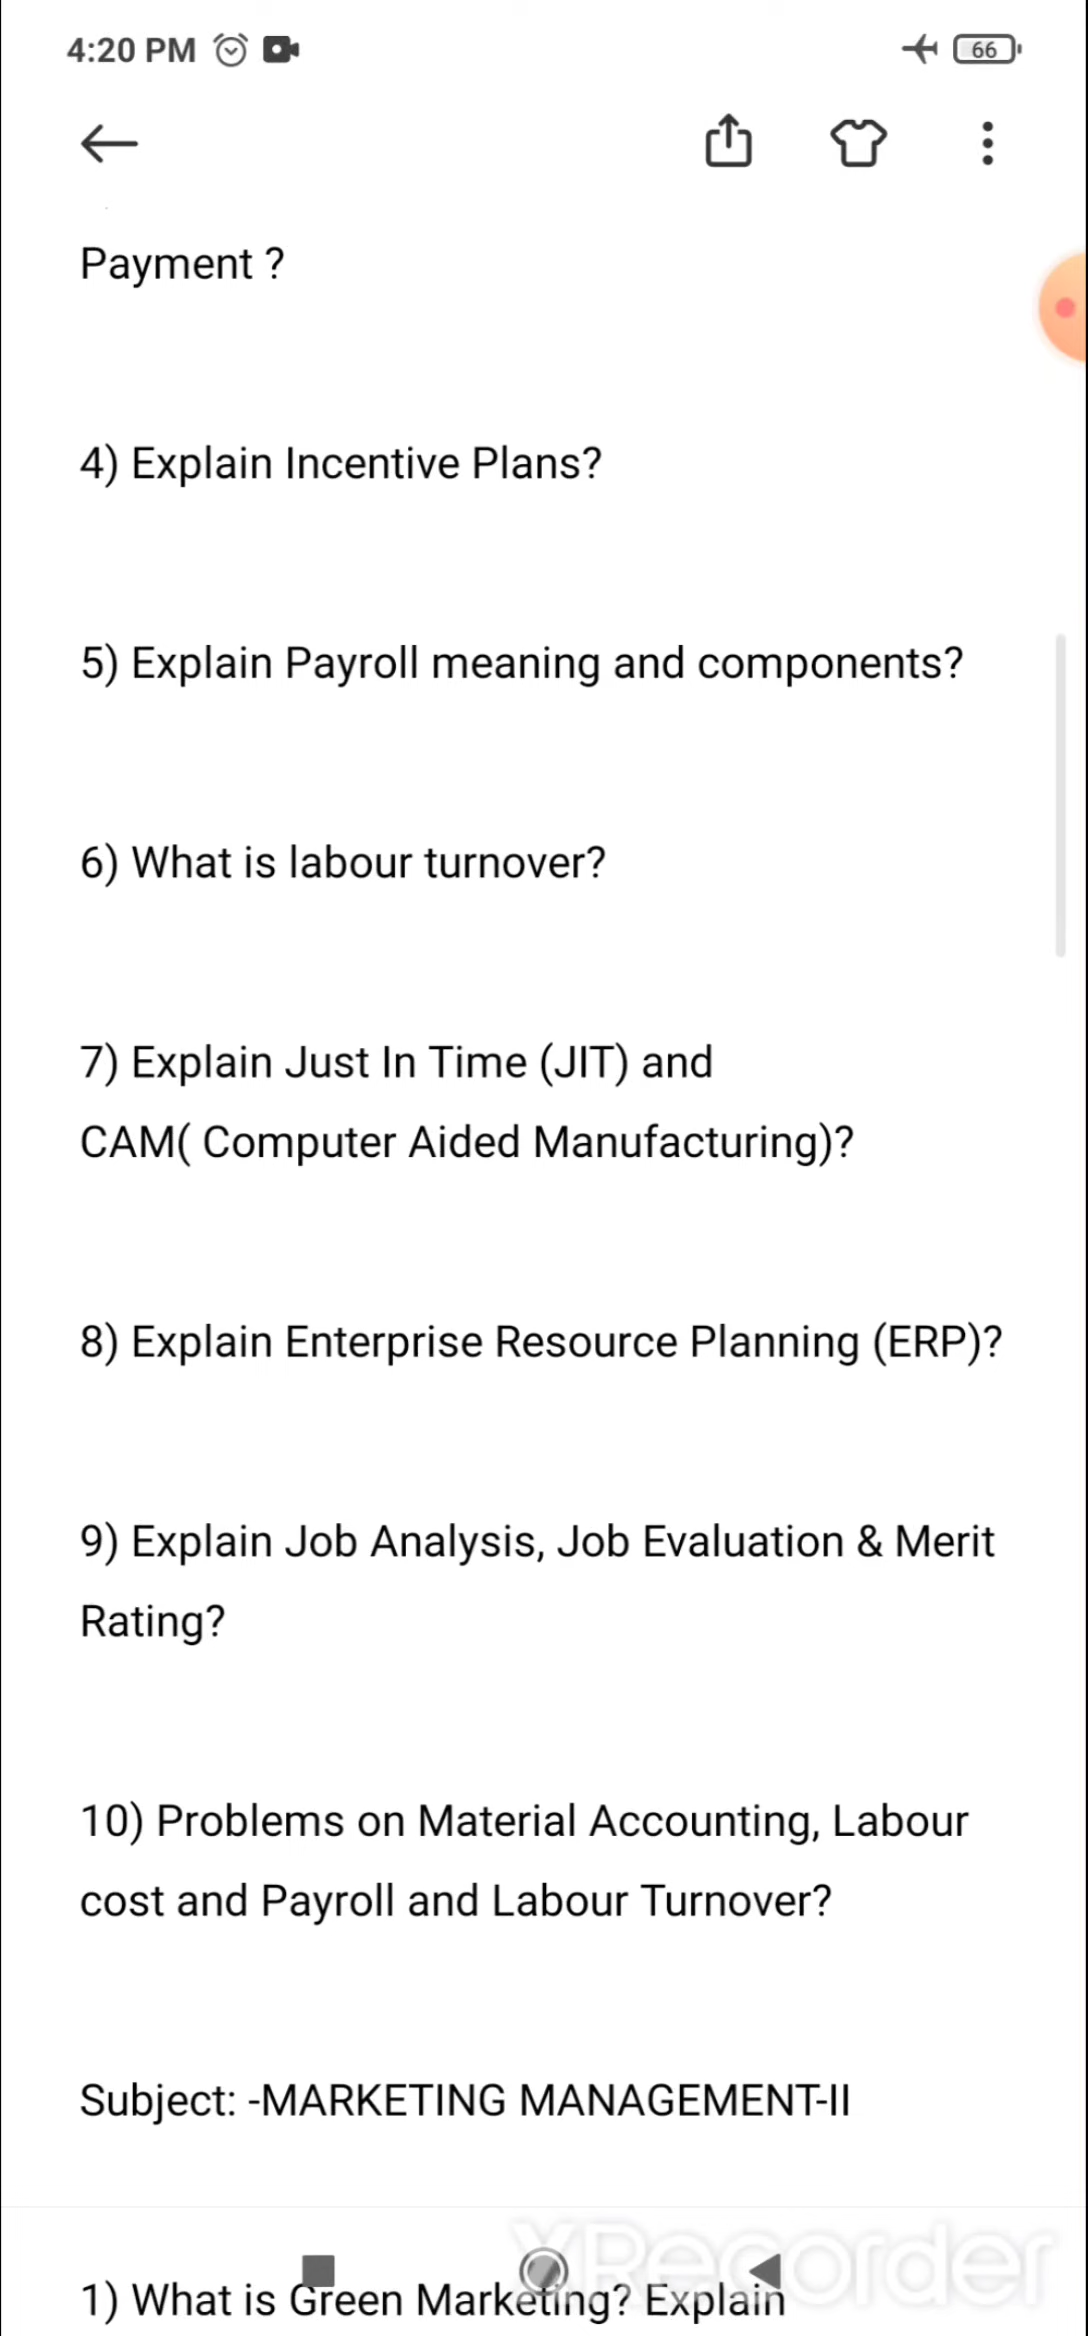 4:20 PM
66
Payment ?
4) Explain Incentive Plans?
5) Explain Payroll meaning and components?
6) What is labour turnover?
7) Explain Just In Time (JIT) and
CAM( Computer Aided Manufacturing)?
8) Explain Enterprise Resource Planning (ERP)?
9) Explain Job Analysis, Job Evaluation & Merit
Rating?
10) Problems on Material Accounting, Labour
cost and Payroll and Labour Turnover?
Subject: -MARKETING MANAGEMENT-II
XRecorder
1) What is Green Marketing? Explain